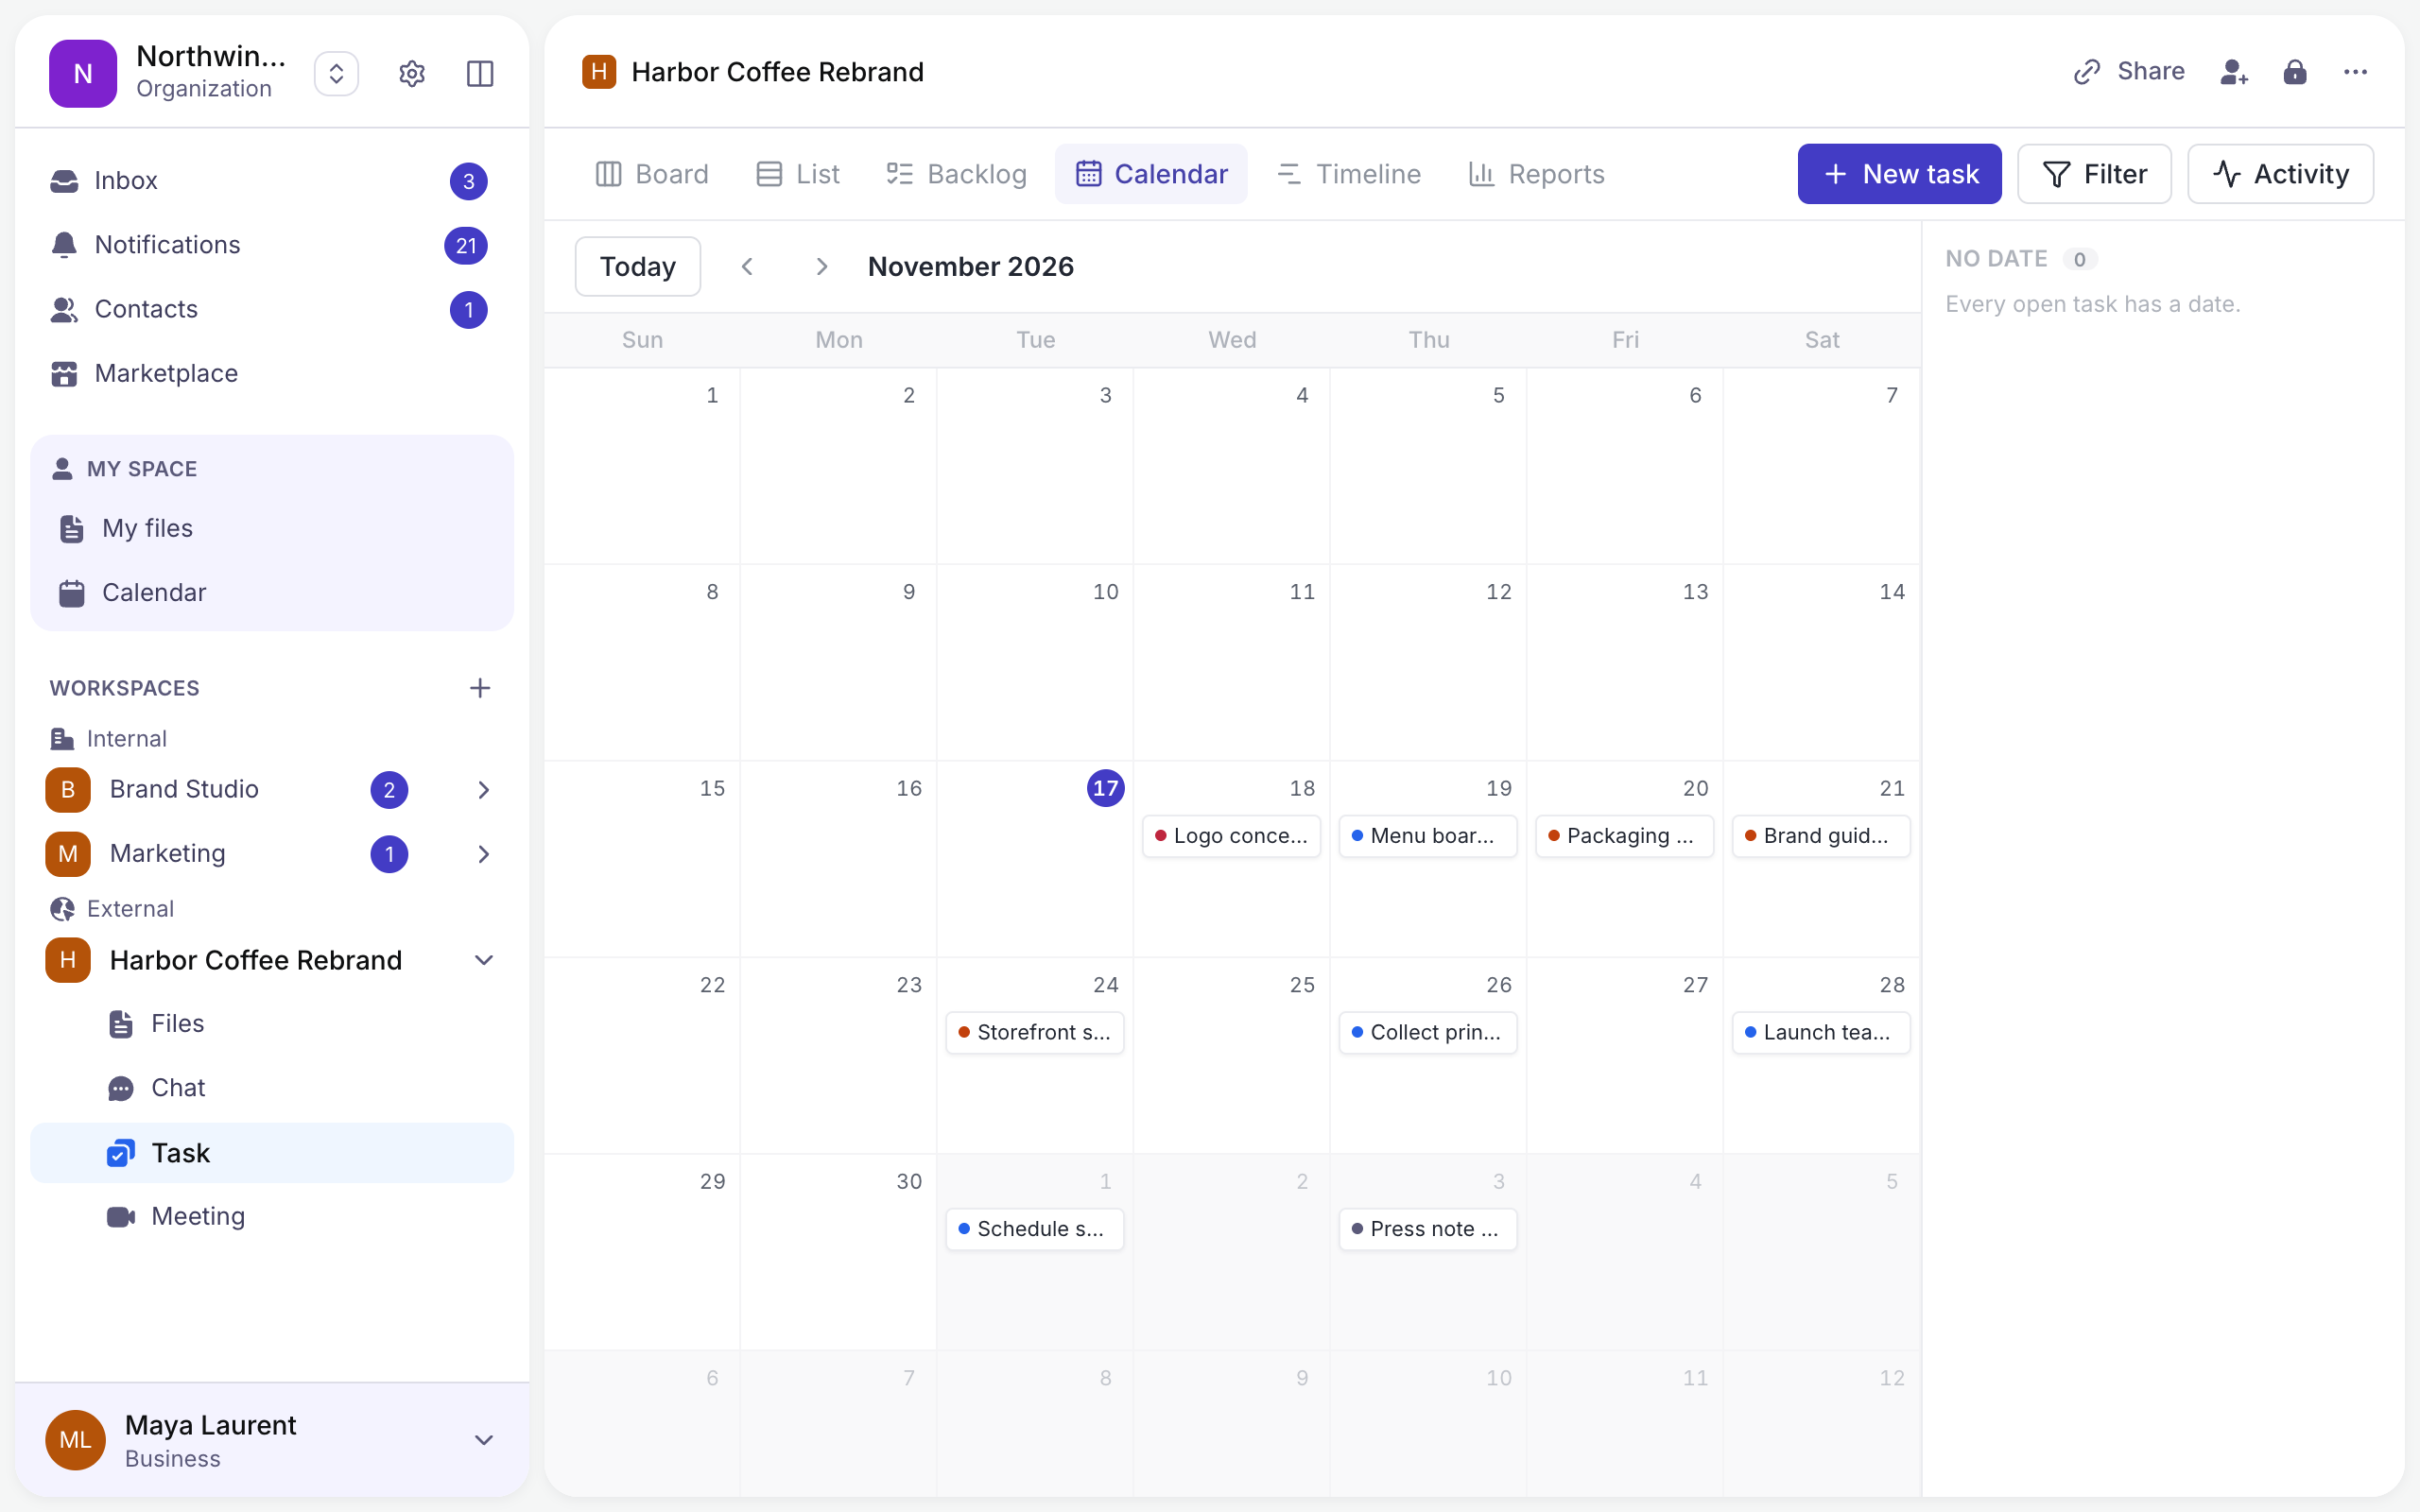 N
Northwin...
Organization
Inbox
3
Notifications
21
Contacts
1
Marketplace
MY SPACE
My files
Calendar
WORKSPACES
Internal
B
Brand Studio
2
M
Marketing
1
External
H
Harbor Coffee Rebrand
Files
Chat
Task
Meeting
ML
Maya Laurent
Business
H
Harbor Coffee Rebrand
Share
Board
List
Backlog
Calendar
Timeline
Reports
New task
Filter
Activity
Today
November 2026
Sun Mon Tue Wed Thu Fri Sat
1 2 3 4 5 6 7
8 9 10 11 12 13 14
15 16 17 18 19 20 21
Logo conce... Menu boar... Packaging ... Brand guid...
22 23 24 25 26 27 28
Storefront s... Collect prin... Launch tea...
29 30 1 2 3 4 5
Schedule s... Press note ...
6 7 8 9 10 11 12
NO DATE 0
Every open task has a date.